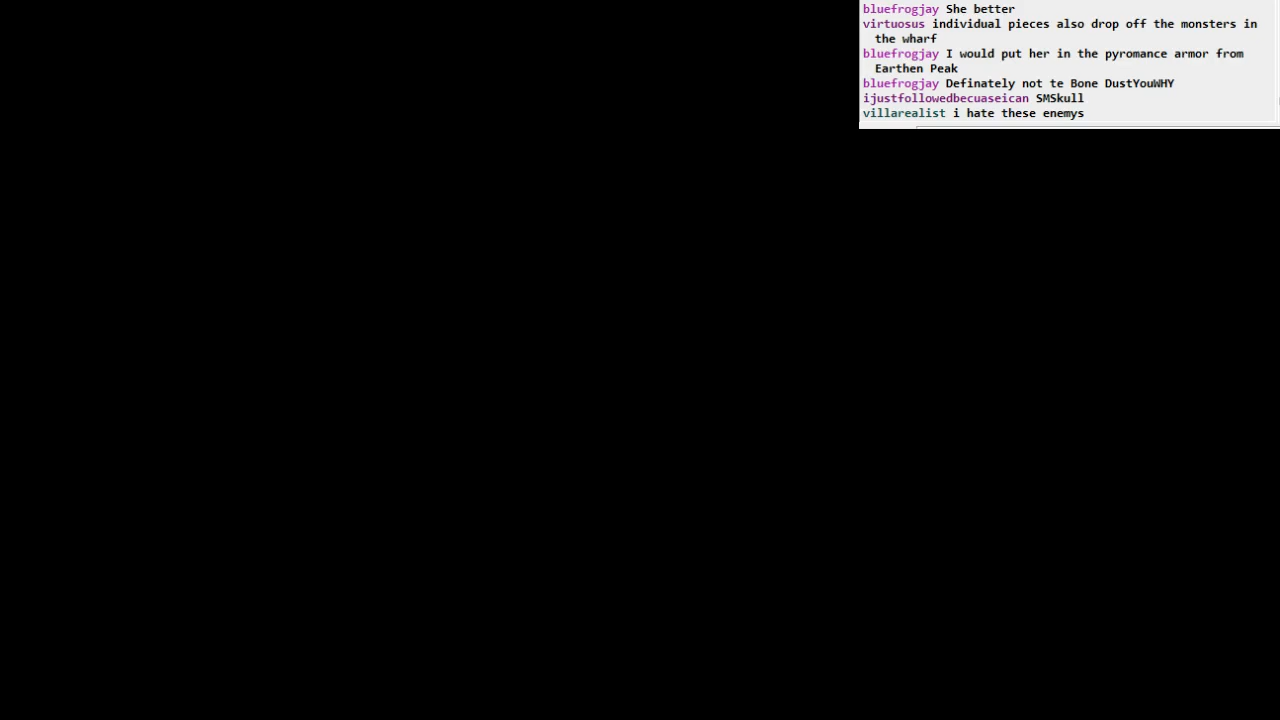 bluefrogjay She better
virtuosus individual pieces also drop off the monsters in
the wharf
bluefrogjay I would put her in the pyromance armor from
Earthen Peak
bluefrogjay Definately not te Bone DustYouWHY
ijustfollowedbecuaseican SMSkull
villarealist i hate these enemys